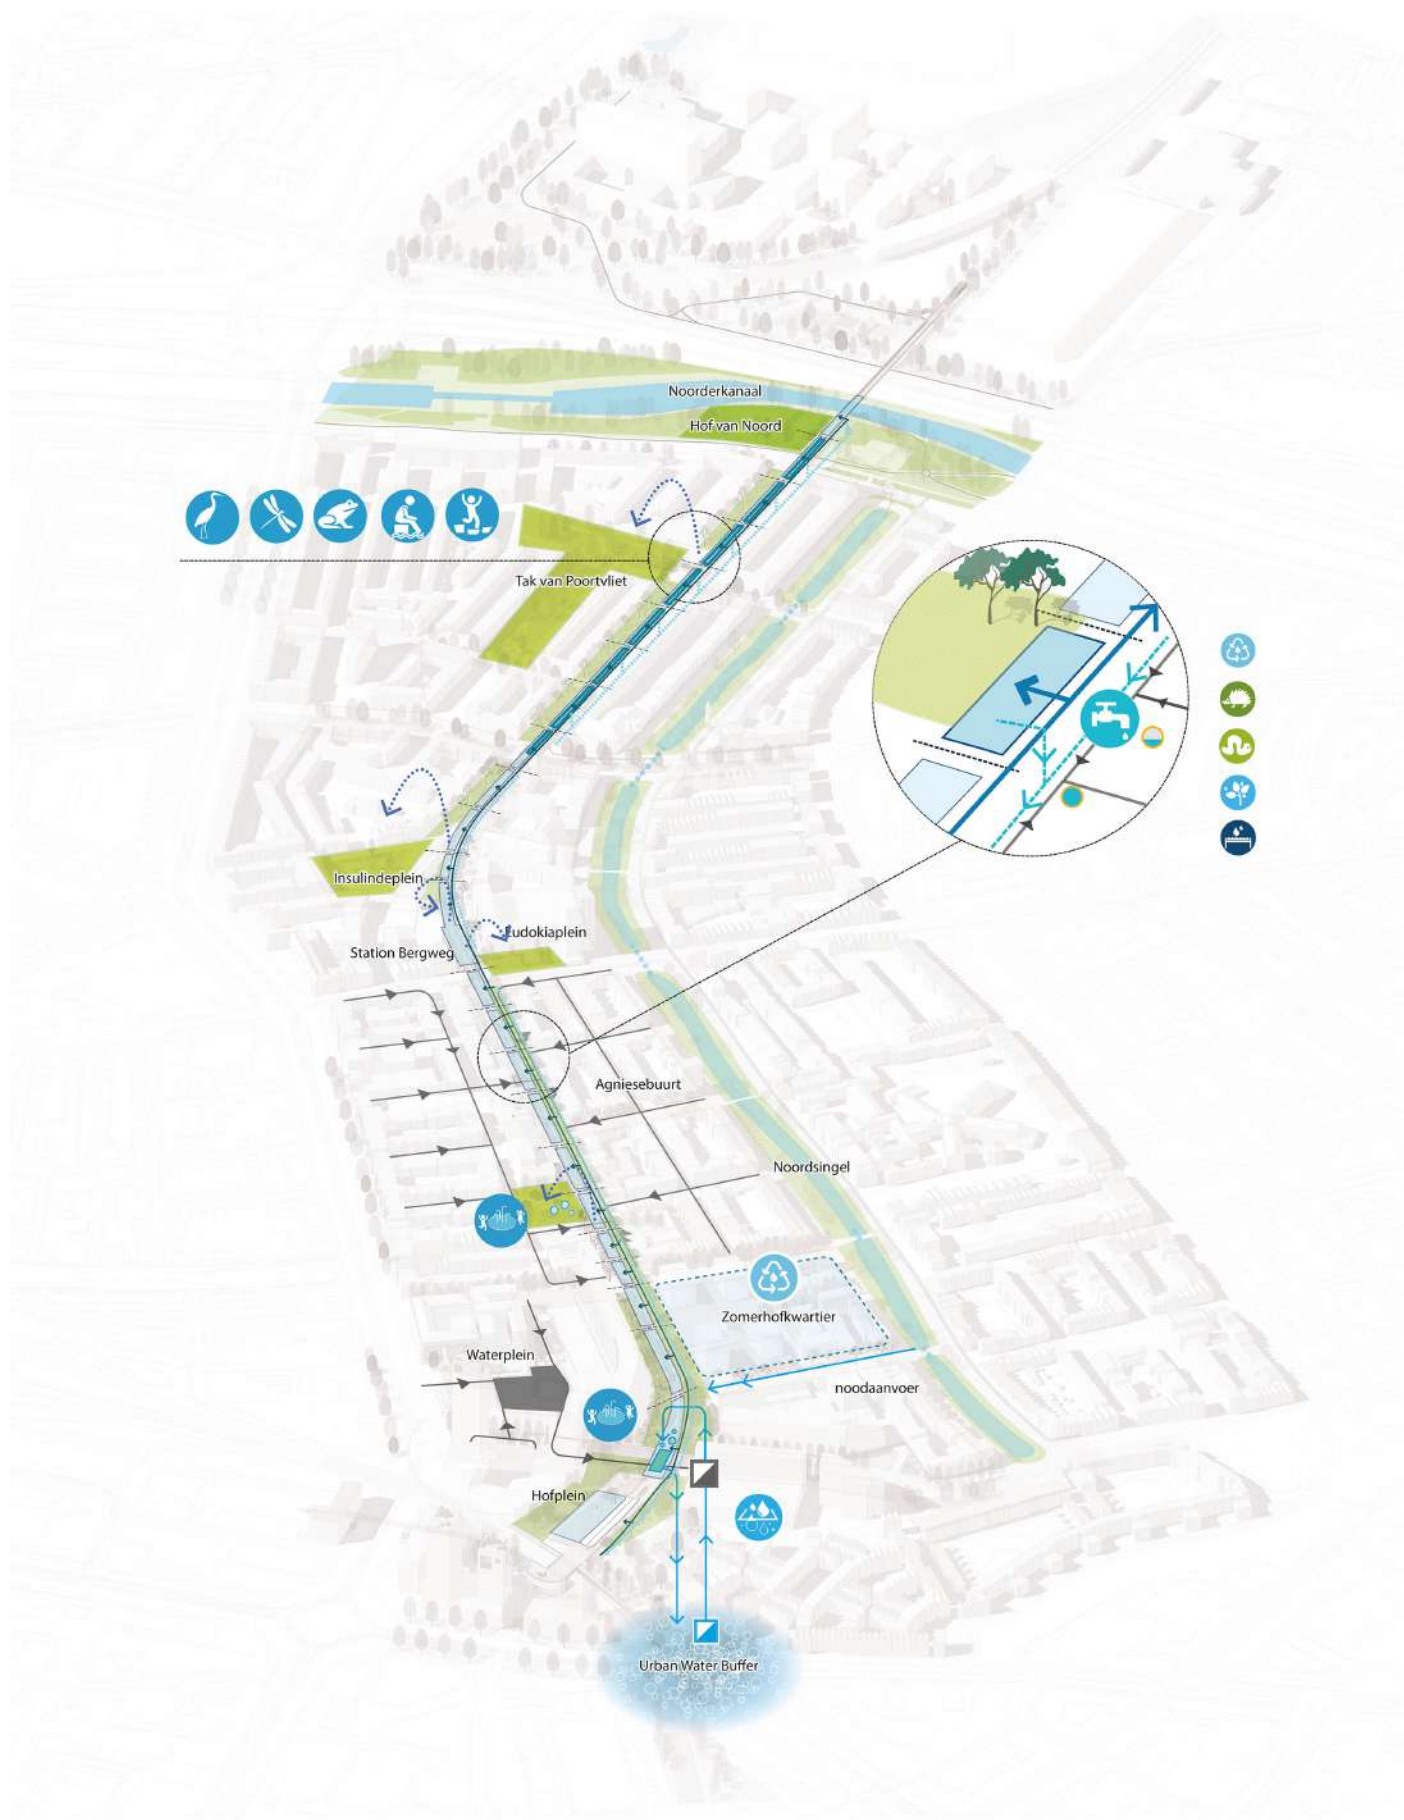 Noorderkanaal
Hof van Noord
Tak van Poortvliet
Insulindeplein
Eudokiaplein
Station Bergweg
Agniesebuurt
Noordsingel
Zomerhofkwartier
Waterplein
noodaanvoer
Hofplein
Urban Water Buffer